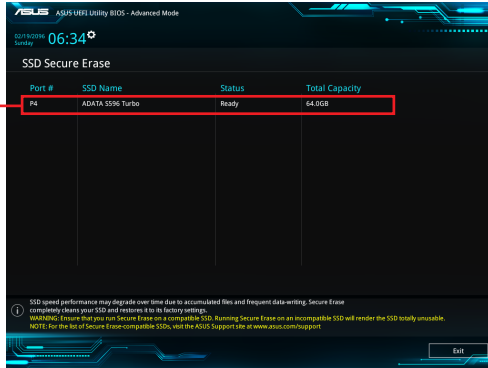 ASUS ASUS UEFI Utility BIOS - Advanced Mode
02/19/2096
Sunday
06:34
SSD Secure Erase
Port # SSD Name Status Total Capacity
P4 ADATA S596 Turbo Ready 64.0GB
SSD speed performance may degrade over time due to accumulated files and frequent data-writing. Secure Erase
completely cleans your SSD and restores it to its factory settings.
WARNING: Ensure that you run Secure Erase on a compatible SSD. Running Secure Erase on an incompatible SSD will render the SSD totally unusable.
NOTE: For the list of Secure Erase-compatible SSDs, visit the ASUS Support site at www.asus.com/support
Exit